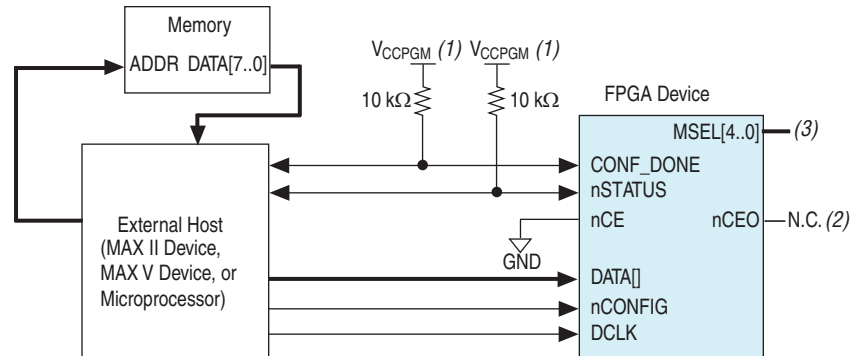 Memory
ADDR DATA[7..0]
VCCPGM (1) VCCPGM (1)
10 kΩ
10 kΩ
FPGA Device
MSEL[4..0]
(3)
CONF_DONE
nSTATUS
nCE
nCEO
N.C. (2)
GND
External Host
(MAX II Device,
MAX V Device, or
Microprocessor)
DATA[]
nCONFIG
DCLK